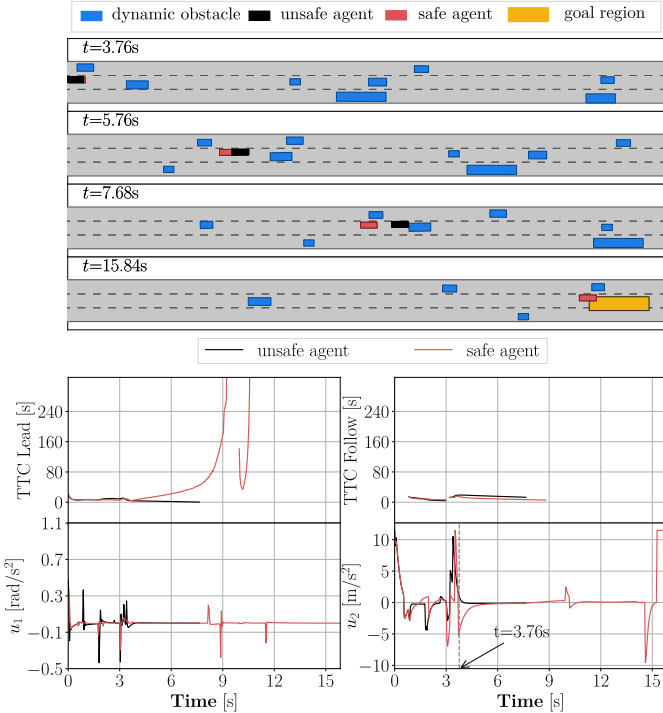 dynamic obstacle unsafe agent safe agent goal region
t=3.76s
t=5.76s
t=7.68s
t=15.84s
unsafe agent safe agent
TTC Lead [s]
240
160
80
0
TTC Follow [s]
240
160
80
0
u₁ [rad/s²]
1.1
0.7
0.3
−0.1
−0.5
u₂ [m/s²]
10
5
0
−5
−10
t=3.76s
0 3 6 9 12 15
Time [s]
0 3 6 9 12 15
Time [s]